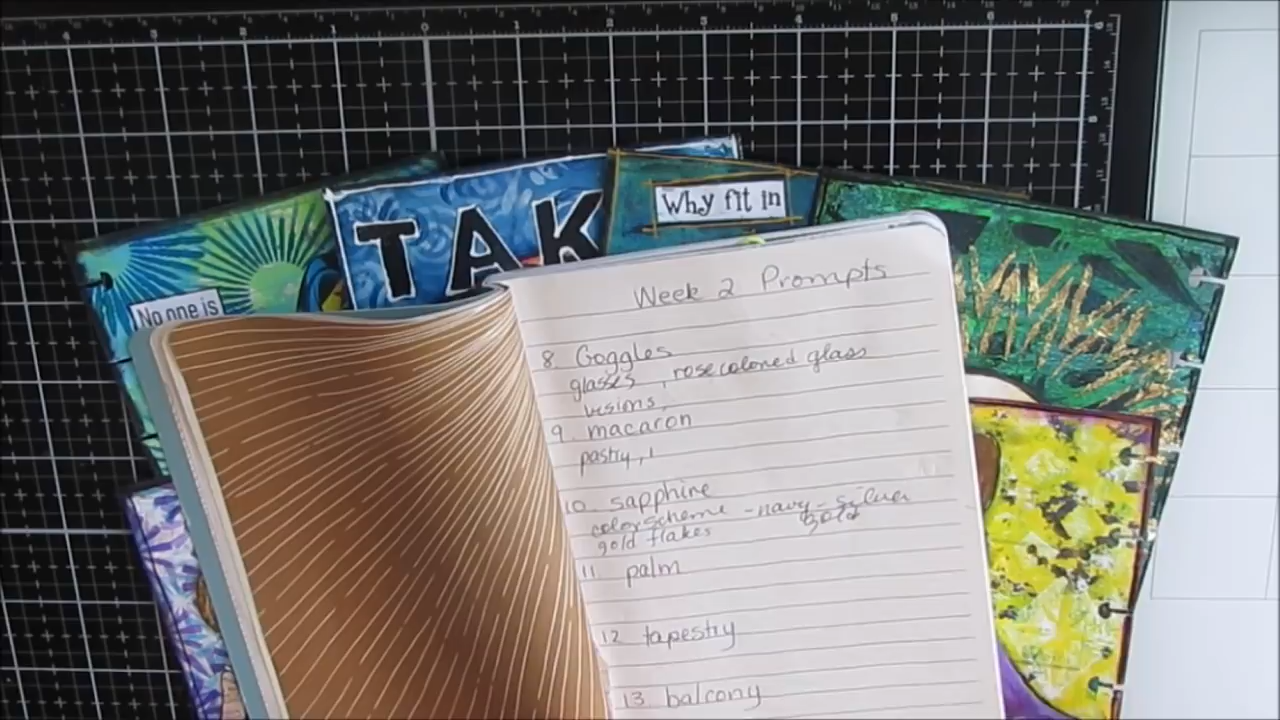 TAK
Why fit in
No one is
Week 2 Prompts
8. Goggles
glasses, rose colored glass
visions,
9. macaron
pastry,
10. sapphire
color scheme - navy - silver
gold
gold flakes
11 palm
12 tapestry
13. balcony